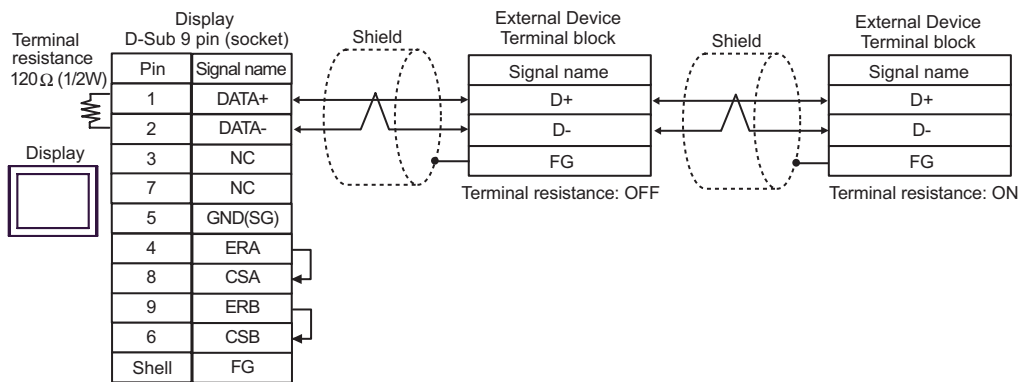 Terminal
resistance
120Ω (1/2W)
Display
Display
D-Sub 9 pin (socket)
Pin Signal name
1 DATA+
2 DATA-
3 NC
7 NC
5 GND(SG)
4 ERA
8 CSA
9 ERB
6 CSB
Shell FG
Shield
External Device
Terminal block
Signal name
D+
D-
FG
Terminal resistance: OFF
Shield
External Device
Terminal block
Signal name
D+
D-
FG
Terminal resistance: ON